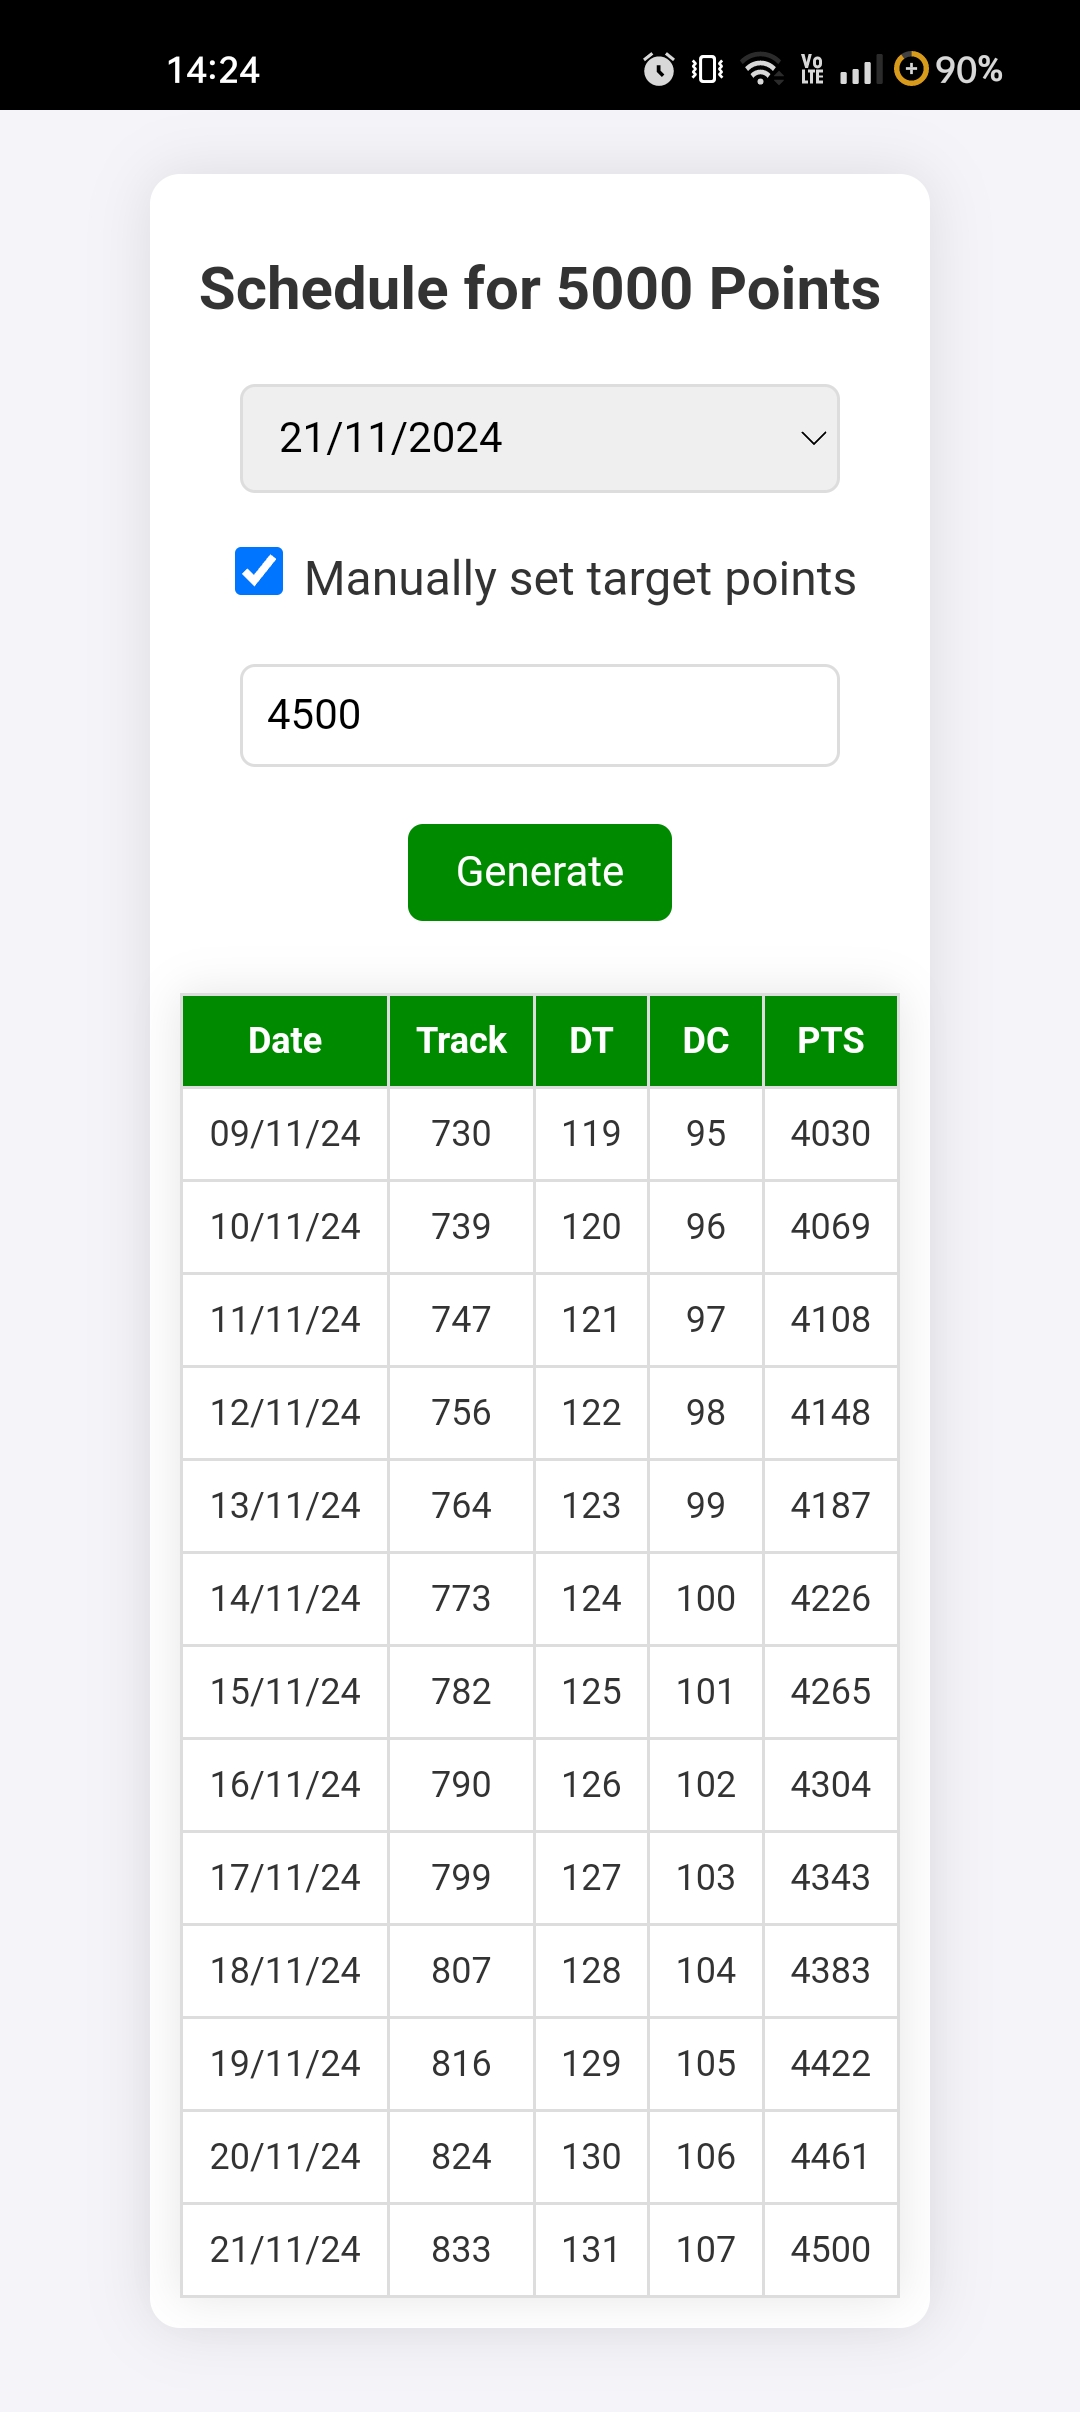 14:24
Vo
LTE
90%
Schedule for 5000 Points
21/11/2024
Manually set target points
4500
Generate
Date Track DT DC PTS
09/11/24 730 119 95 4030
10/11/24 739 120 96 4069
11/11/24 747 121 97 4108
12/11/24 756 122 98 4148
13/11/24 764 123 99 4187
14/11/24 773 124 100 4226
15/11/24 782 125 101 4265
16/11/24 790 126 102 4304
17/11/24 799 127 103 4343
18/11/24 807 128 104 4383
19/11/24 816 129 105 4422
20/11/24 824 130 106 4461
21/11/24 833 131 107 4500